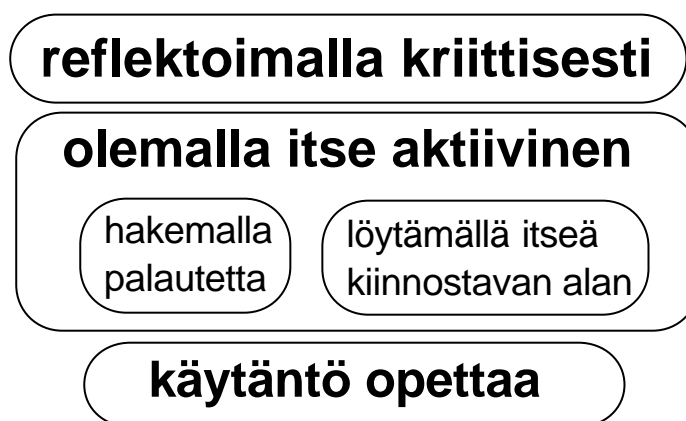 reflektoimalla kriittisesti
olemalla itse aktiivinen
hakemalla
palautetta
löytämällä itseä
kiinnostavan alan
käytäntö opettaa